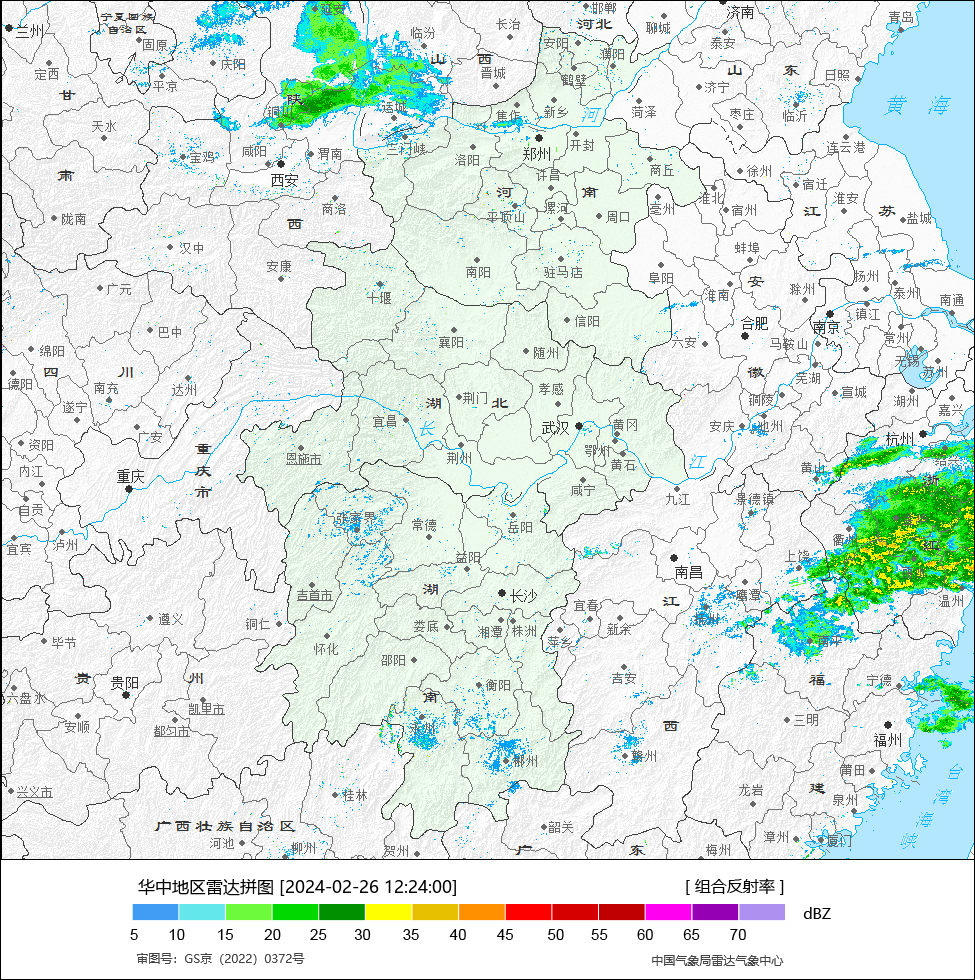 宁夏回族
自治区
兰州
固原
庆阳
延安
临汾
长治
邯郸
河北
聊城
济南
青岛
定西
平凉
甘
陕
铜川
运城
山
西
晋城
安阳
鹤壁
濮阳
泰安
山
东
日照
济宁
菏泽
枣庄
临沂
黄
海
天水
宝鸡
咸阳
渭南
西安
三门峡
焦作
新乡
河
郑州
开封
洛阳
连云港
肃
陇南
商洛
西
河
南
许昌
平顶山
漯河
周口
商丘
亳州
徐州
淮北
宿州
宿迁
淮安
江
苏
盐城
汉中
安康
南阳
驻马店
阜阳
蚌埠
广元
十堰
信阳
淮南
安
滁州
扬州
泰州
南通
镇江
巴中
绵阳
襄阳
随州
六安
合肥
南京
马鞍山
常州
无锡
苏州
四
川
德阳
南充
达州
遂宁
荆门
湖
北
孝感
徽
芜湖
宣城
湖州
嘉兴
铜陵
池州
安庆
宜昌
长
荆州
武汉
黄冈
鄂州
黄石
江
杭州
资阳
广安
内江
自贡
宜宾
泸州
重
庆
市
重庆
恩施市
咸宁
九江
黄山
景德镇
浙
江
衢州
温州
张家界
常德
岳阳
益阳
南昌
上饶
鹰潭
抚州
吉首市
湖
长沙
宜春
江
新余
萍乡
遵义
铜仁
怀化
娄底
湘潭
株洲
邵阳
毕节
贵
州
贵阳
六盘水
安顺
凯里市
都匀市
南
衡阳
郴州
吉安
西
赣州
南平
福
宁德
三明
福州
兴义市
桂林
广西壮族自治区
河池
柳州
贺州
韶关
广
东
梅州
龙岩
建
莆田
泉州
漳州
厦门
台
湾
海
峡
华中地区雷达拼图 [2024-02-26 12:24:00]
[ 组合反射率 ]
dBZ
5 10 15 20 25 30 35 40 45 50 55 60 65 70
审图号：GS京（2022）0372号
中国气象局雷达气象中心